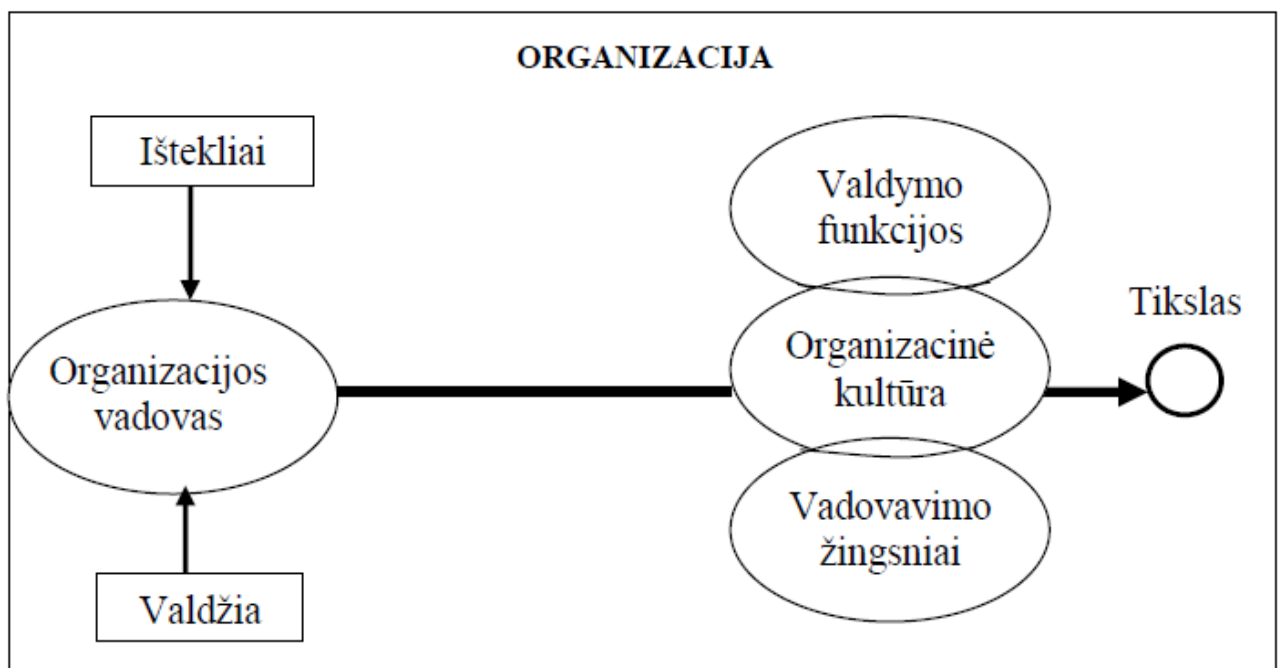 ORGANIZACIJA
Ištekliai
Organizacijos
vadovas
Valdžia
Valdymo
funkcijos
Organizacinė
kultūra
Vadovavimo
žingsniai
Tikslas